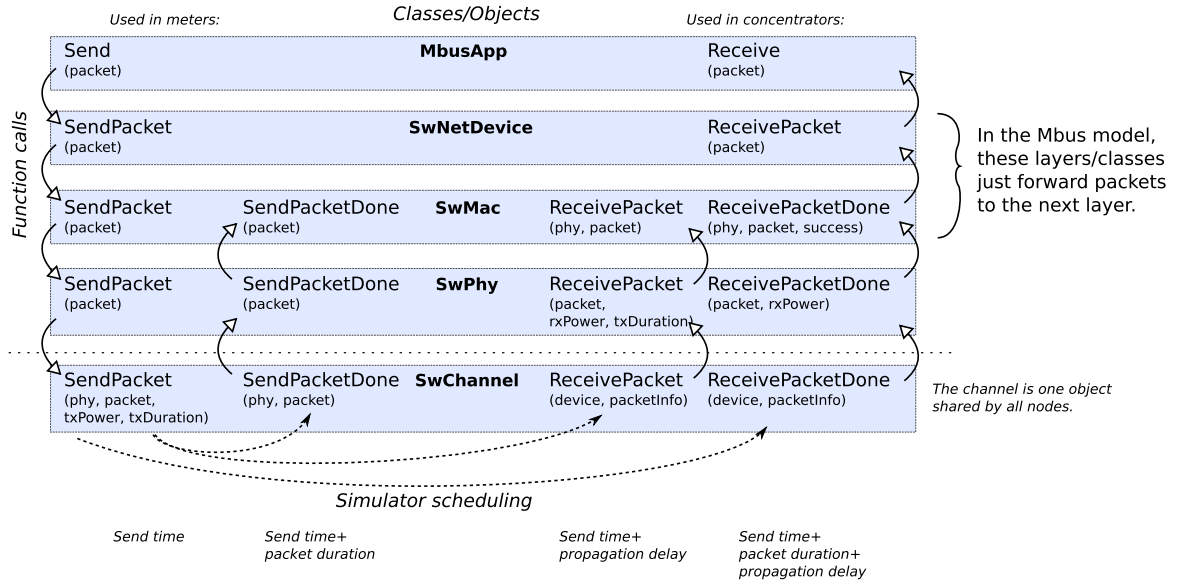 Used in meters:
Classes/Objects
Used in concentrators:
Send
(packet)
MbusApp
Receive
(packet)
Function calls
SendPacket
(packet)
SwNetDevice
ReceivePacket
(packet)
In the Mbus model,
these layers/classes
just forward packets
to the next layer.
SendPacket
(packet)
SendPacketDone
(packet)
SwMac
ReceivePacket
(phy, packet)
ReceivePacketDone
(phy, packet, success)
SendPacket
(packet)
SendPacketDone
(packet)
SwPhy
ReceivePacket
(packet,
rxPower, txDuration)
ReceivePacketDone
(packet, rxPower)
SendPacket
(phy, packet,
txPower, txDuration)
SendPacketDone
(phy, packet)
SwChannel
ReceivePacket
(device, packetInfo)
ReceivePacketDone
(device, packetInfo)
The channel is one object
shared by all nodes.
Simulator scheduling
Send time
Send time+
packet duration
Send time+
propagation delay
Send time+
packet duration+
propagation delay